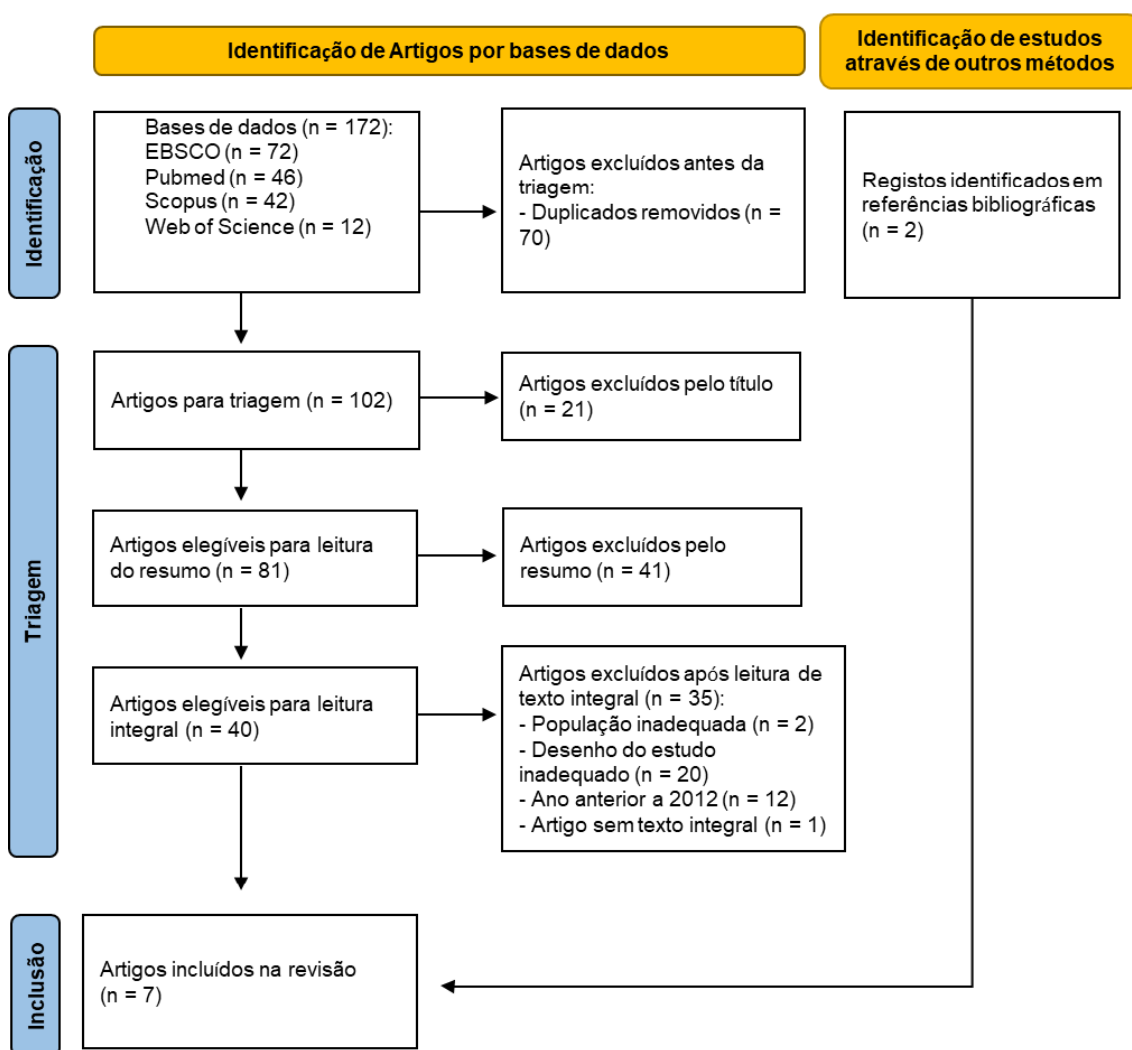 Identificação de Artigos por bases de dados
Identificação de estudos
através de outros métodos
Identificação
Bases de dados (n = 172):
EBSCO (n = 72)
Pubmed (n = 46)
Scopus (n = 42)
Web of Science (n = 12)
Artigos excluídos antes da
triagem:
- Duplicados removidos (n =
70)
Registos identificados em
referências bibliográficas
(n = 2)
Triagem
Artigos para triagem (n = 102)
Artigos excluídos pelo título
(n = 21)
Artigos elegíveis para leitura
do resumo (n = 81)
Artigos excluídos pelo
resumo (n = 41)
Artigos elegíveis para leitura
integral (n = 40)
Artigos excluídos após leitura de
texto integral (n = 35):
- População inadequada (n = 2)
- Desenho do estudo
inadequado (n = 20)
- Ano anterior a 2012 (n = 12)
- Artigo sem texto integral (n = 1)
Inclusão
Artigos incluídos na revisão
(n = 7)